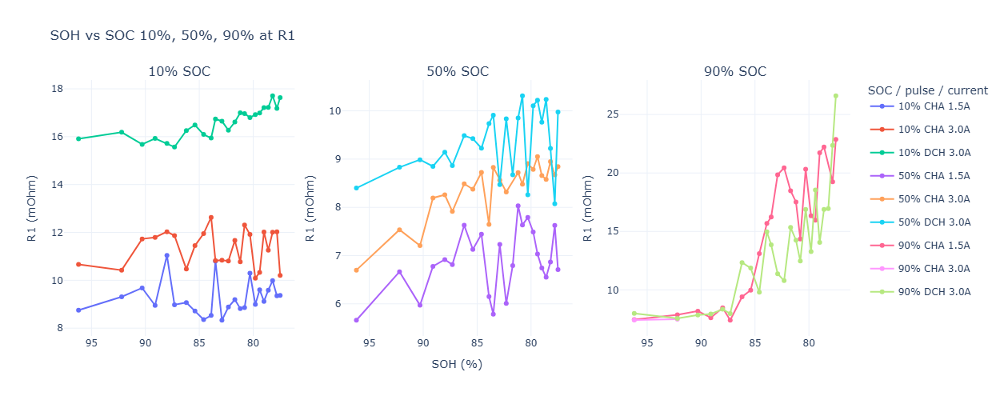 SOH vs SOC 10%, 50%, 90% at R1
10% SOC
50% SOC
90% SOC
SOC / pulse / current
10% CHA 1.5A
10% CHA 3.0A
10% DCH 3.0A
50% CHA 1.5A
50% CHA 3.0A
50% DCH 3.0A
90% CHA 1.5A
90% CHA 3.0A
90% DCH 3.0A
R1 (mOhm)
18
16
14
12
10
8
95 90 85 80
R1 (mOhm)
10
9
8
7
6
95 90 85 80
SOH (%)
R1 (mOhm)
25
20
15
10
95 90 85 80